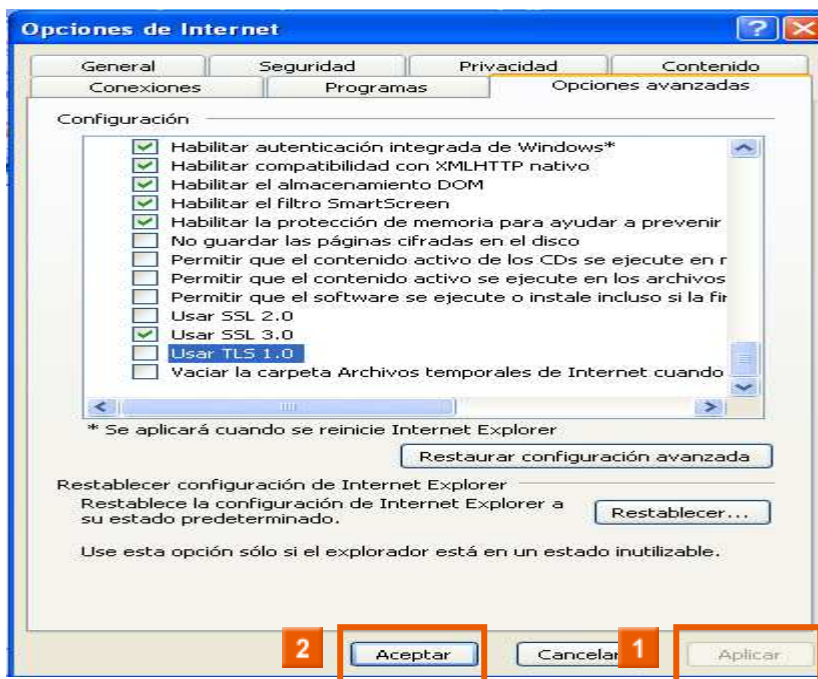 Opciones de Internet
General Seguridad Privacidad Contenido
Conexiones Programas Opciones avanzadas
Configuración
Habilitar autenticación integrada de Windows*
Habilitar compatibilidad con XMLHTTP nativo
Habilitar el almacenamiento DOM
Habilitar el filtro SmartScreen
Habilitar la protección de memoria para ayudar a prevenir
No guardar las páginas cifradas en el disco
Permitir que el contenido activo de los CDs se ejecute en
Permitir que el contenido activo se ejecute en los archivos
Permitir que el software se ejecute o instale incluso si la
Usar SSL 2.0
Usar SSL 3.0
Usar TLS 1.0
Vaciar la carpeta Archivos temporales de Internet cuando
* Se aplicará cuando se reinicie Internet Explorer
Restaurar configuración avanzada
Restablecer configuración de Internet Explorer
Restablece la configuración de Internet Explorer a
su estado predeterminado.
Restablecer...
Use esta opción sólo si el explorador está en un estado inutilizable.
2 Aceptar Cancelar 1 Aplicar